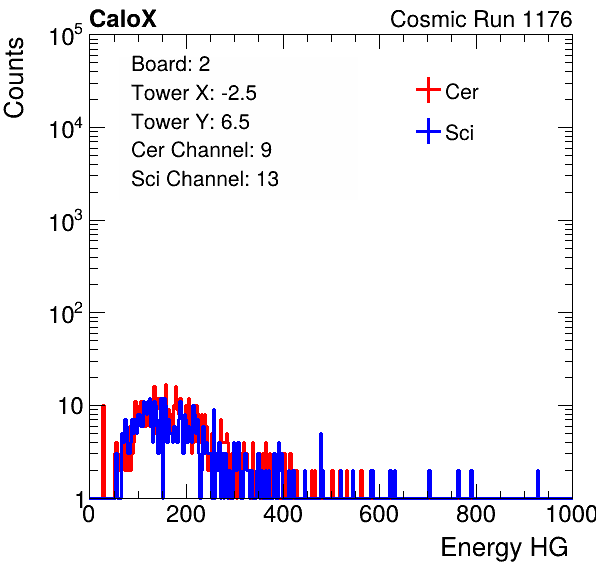 CaloX Cosmic Run 1176
Counts
10^5
10^4
10^3
10^2
10
1
Board: 2
Tower X: -2.5
Tower Y: 6.5
Cer Channel: 9
Sci Channel: 13
Cer
Sci
0 200 400 600 800 1000
Energy HG